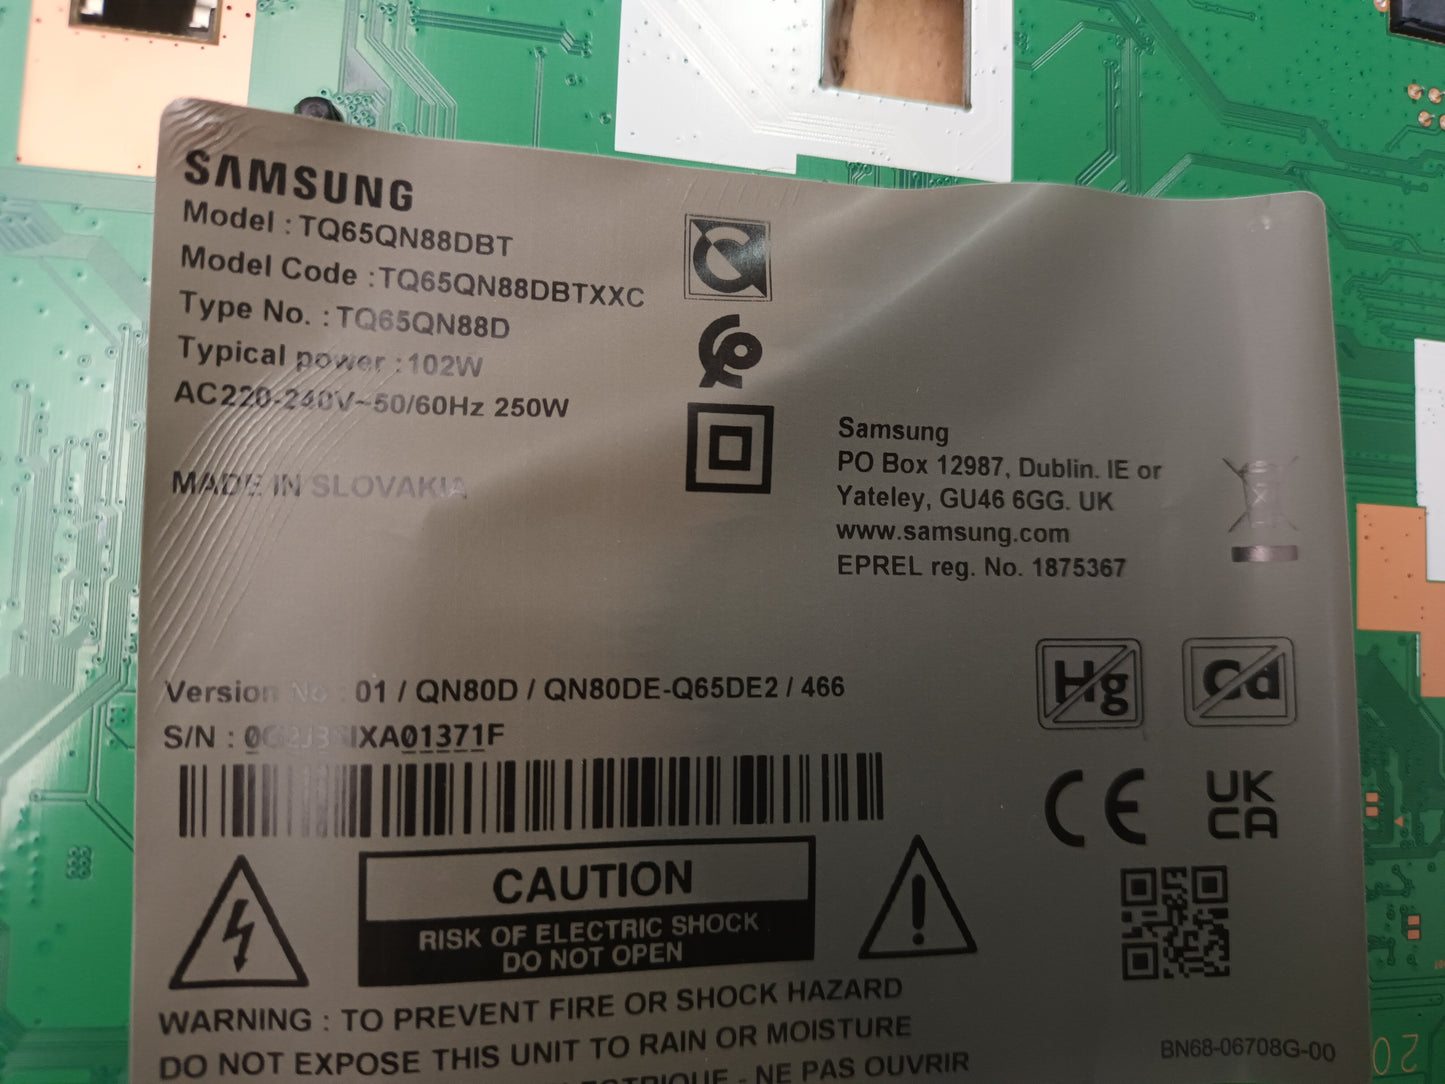 SAMSUNG
Model : TQ65QN88DBT
Model Code : TQ65QN88DBTXXC
Type No. : TQ65QN88D
Typical power : 102W
AC220-240V~50/60Hz 250W
MADE IN SLOVAKIA
Samsung
PO Box 12987, Dublin. IE or
Yateley, GU46 6GG. UK
www.samsung.com
EPREL reg. No. 1875367
Version No : 01 / QN80D / QN80DE-Q65DE2 / 466
S/N :
Hg
Cd
CE
UK
CA
CAUTION
RISK OF ELECTRIC SHOCK
DO NOT OPEN
WARNING : TO PREVENT FIRE OR SHOCK HAZARD
DO NOT EXPOSE THIS UNIT TO RAIN OR MOISTURE
- NE PAS OUVRIR
BN68-06708G-00